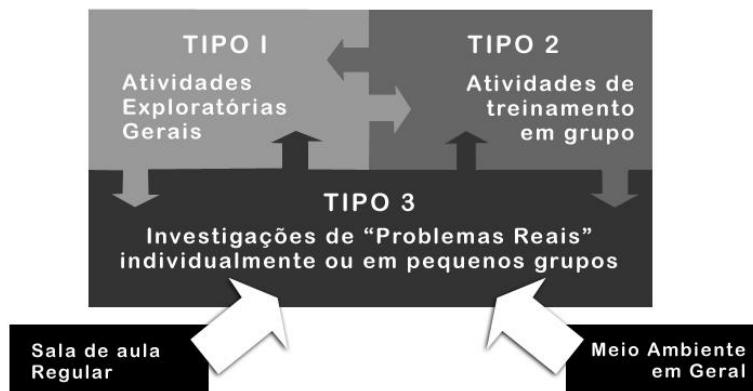 TIPO I
Atividades
Exploratórias
Gerais
TIPO 2
Atividades de
treinamento
em grupo
TIPO 3
Investigações de “Problemas Reais”
individualmente ou em pequenos grupos
Sala de aula
Regular
Meio Ambiente
em Geral